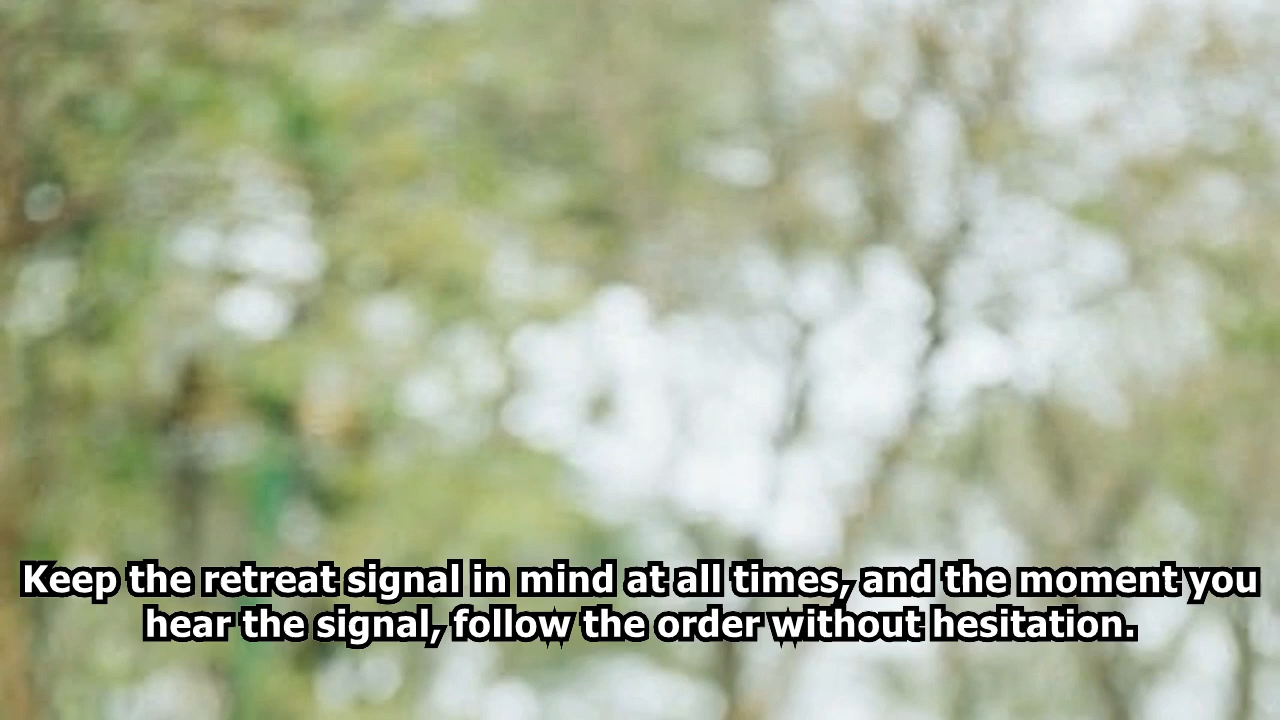 Keep the retreat signal in mind at all times, and the moment you
hear the signal, follow the order without hesitation.